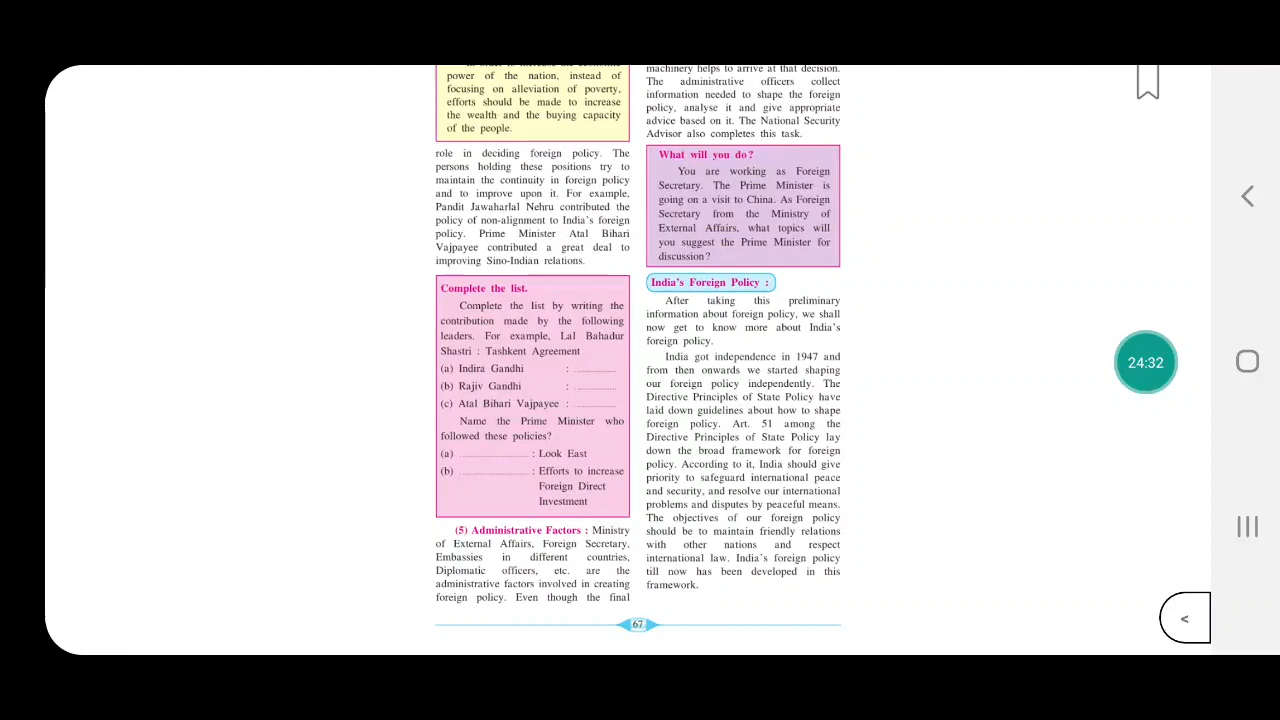 In order to increase the economic
power of the nation, instead of
focusing on alleviation of poverty,
efforts should be made to increase
the wealth and the buying capacity
of the people.
role in deciding foreign policy. The
persons holding these positions try to
maintain the continuity in foreign policy
and to improve upon it. For example,
Pandit Jawaharlal Nehru contributed the
policy of non-alignment to India's foreign
policy. Prime Minister Atal Bihari
Vajpayee contributed a great deal to
improving Sino-Indian relations.
Complete the list.
Complete the list by writing the
contribution made by the following
leaders. For example, Lal Bahadur
Shastri : Tashkent Agreement
(a) Indira Gandhi : ..................
(b) Rajiv Gandhi : ..................
(c) Atal Bihari Vajpayee : ..................
Name the Prime Minister who
followed these policies?
(a) ............................. : Look East
(b) ............................. : Efforts to increase
Foreign Direct
Investment
(5) Administrative Factors : Ministry
of External Affairs, Foreign Secretary,
Embassies in different countries,
Diplomatic officers, etc. are the
administrative factors involved in creating
foreign policy. Even though the final
machinery helps to arrive at that decision.
The administrative officers collect
information needed to shape the foreign
policy, analyse it and give appropriate
advice based on it. The National Security
Advisor also completes this task.
What will you do?
You are working as Foreign
Secretary. The Prime Minister is
going on a visit to China. As Foreign
Secretary from the Ministry of
External Affairs, what topics will
you suggest the Prime Minister for
discussion?
India's Foreign Policy :
After taking this preliminary
information about foreign policy, we shall
now get to know more about India's
foreign policy.
India got independence in 1947 and
from then onwards we started shaping
our foreign policy independently. The
Directive Principles of State Policy have
laid down guidelines about how to shape
foreign policy. Art. 51 among the
Directive Principles of State Policy lay
down the broad framework for foreign
policy. According to it, India should give
priority to safeguard international peace
and security, and resolve our international
problems and disputes by peaceful means.
The objectives of our foreign policy
should be to maintain friendly relations
with other nations and respect
international law. India's foreign policy
till now has been developed in this
framework.
67
24:32